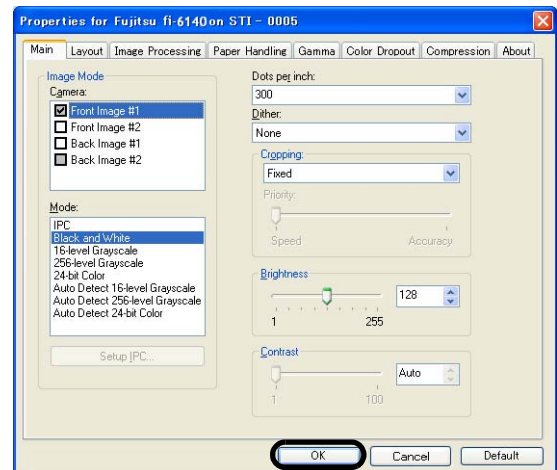 Properties for Fujitsu fi-6140 on STI - 0005
Main Layout Image Processing Paper Handling Gamma Color Dropout Compression About
Image Mode
Camera:
Front Image #1
Front Image #2
Back Image #1
Back Image #2
Mode:
IPC
Black and White
16-level Grayscale
256-level Grayscale
24-bit Color
Auto Detect 16-level Grayscale
Auto Detect 256-level Grayscale
Auto Detect 24-bit Color
Setup IPC...
Dots per inch:
300
Dither:
None
Cropping:
Fixed
Priority:
Speed Accuracy
Brightness
128
1 255
Contrast
Auto
1 100
OK Cancel Default